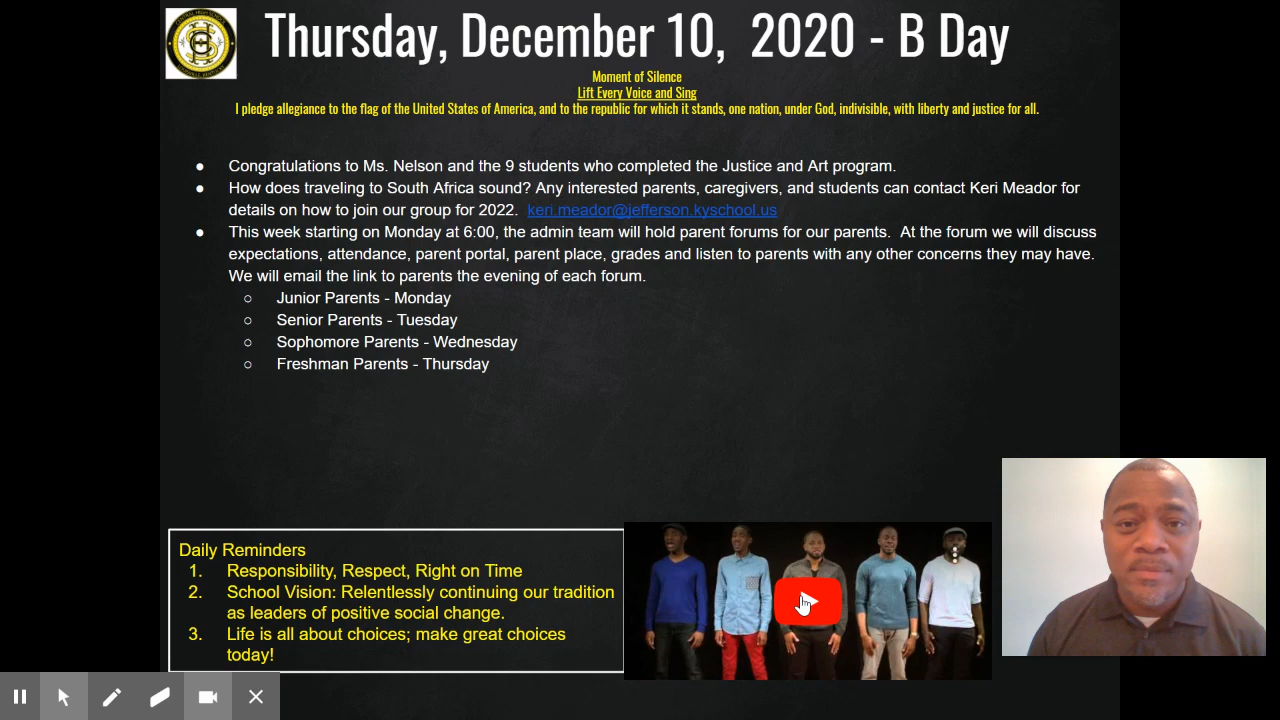 Thursday, December 10, 2020 - B Day
Moment of Silence
Lift Every Voice and Sing
I pledge allegiance to the flag of the United States of America, and to the republic for which it stands, one nation, under God, indivisible, with liberty and justice for all.
● Congratulations to Ms. Nelson and the 9 students who completed the Justice and Art program.
● How does traveling to South Africa sound? Any interested parents, caregivers, and students can contact Keri Meador for
details on how to join our group for 2022. keri.meador@jefferson.kyschool.us
● This week starting on Monday at 6:00, the admin team will hold parent forums for our parents. At the forum we will discuss
expectations, attendance, parent portal, parent place, grades and listen to parents with any other concerns they may have.
We will email the link to parents the evening of each forum.
○ Junior Parents - Monday
○ Senior Parents - Tuesday
○ Sophomore Parents - Wednesday
○ Freshman Parents - Thursday
Daily Reminders
1. Responsibility, Respect, Right on Time
2. School Vision: Relentlessly continuing our tradition
as leaders of positive social change.
3. Life is all about choices; make great choices
today!